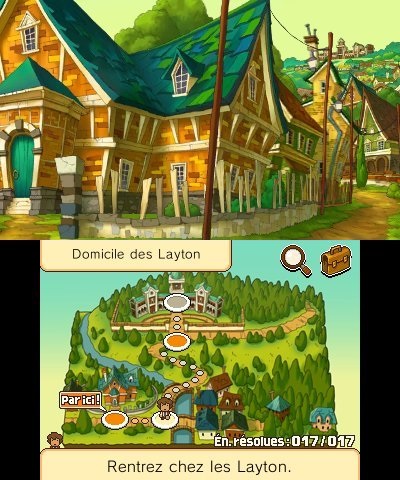 Domicile des Layton
Par ici !
Én. résolues : 017/017
Rentrez chez les Layton.